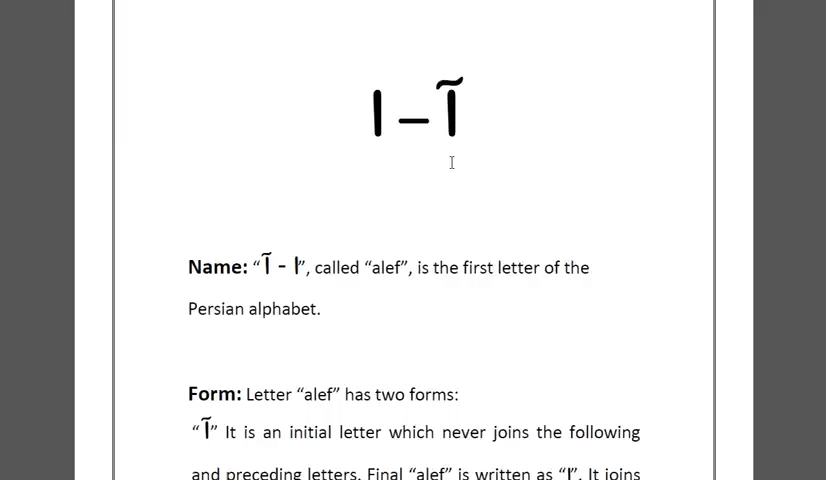 آ – ا
Name: “آ - ا”, called “alef”, is the first letter of the
Persian alphabet.
Form: Letter “alef” has two forms:
“آ” It is an initial letter which never joins the following
and preceding letters. Final “alef” is written as “ا”. It joins